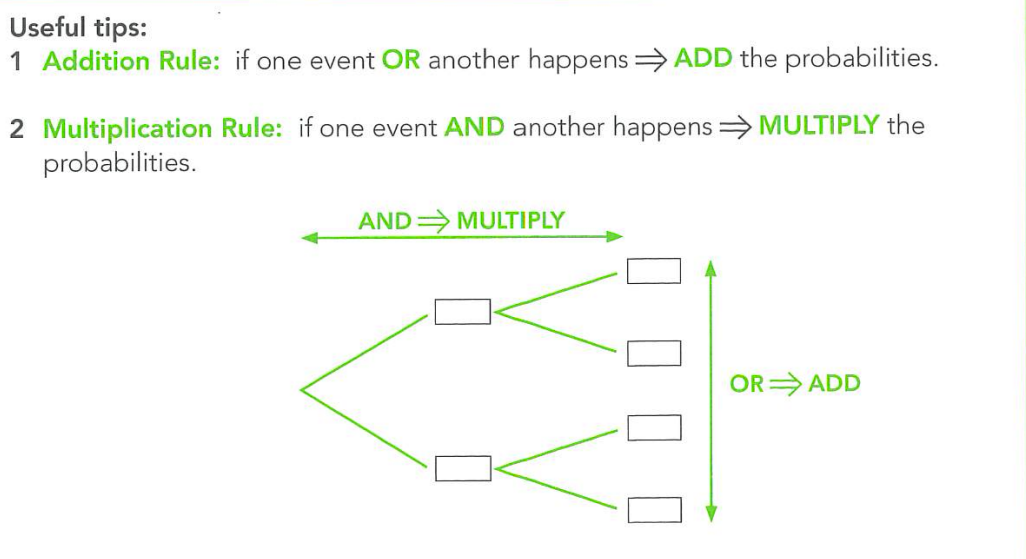 Useful tips:
1 Addition Rule: if one event OR another happens ⇒ ADD the probabilities.
2 Multiplication Rule: if one event AND another happens ⇒ MULTIPLY the
probabilities.
AND ⇒ MULTIPLY
OR ⇒ ADD